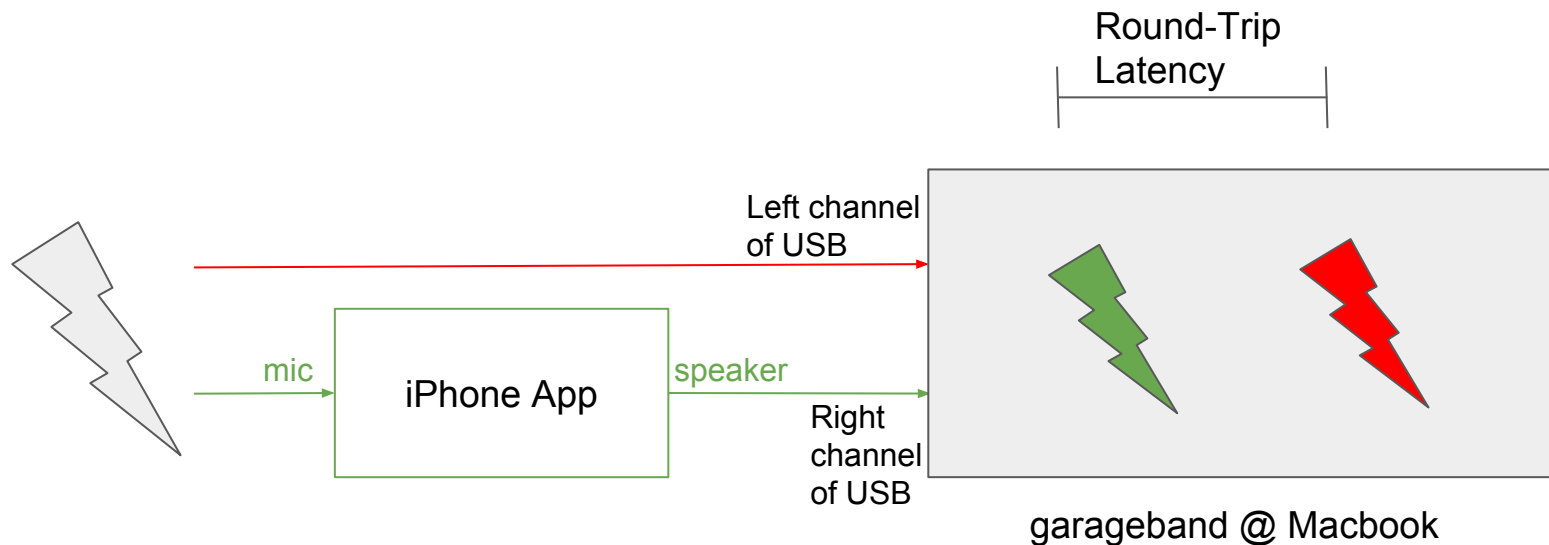 Round-Trip
Latency
Left channel
of USB
mic
iPhone App
speaker
Right
channel
of USB
garageband @ Macbook